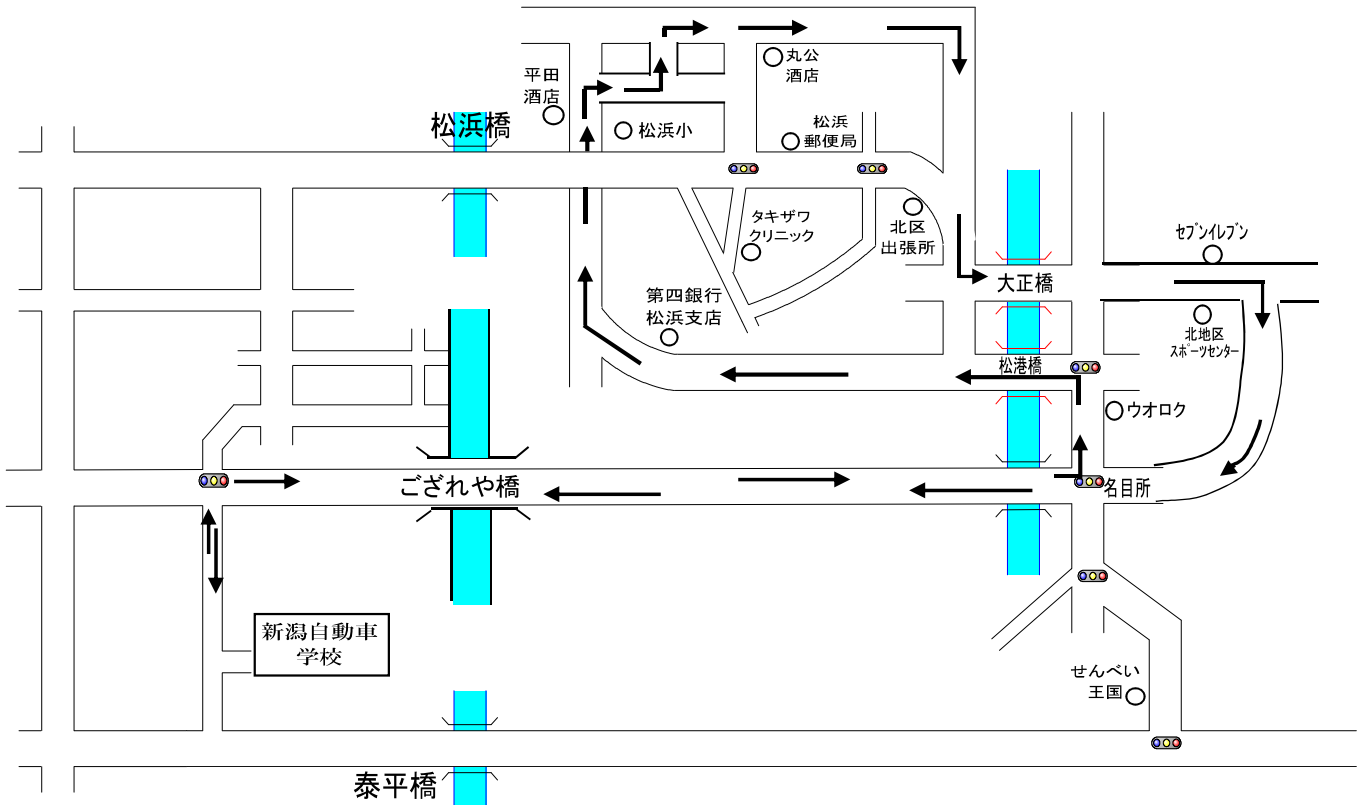 平田
酒店
松浜橋
松浜小
丸公
酒店
松浜
郵便局
タキザワ
クリニック
北区
出張所
セブンイレブン
大正橋
第四銀行
松浜支店
北地区
スポーツセンター
松港橋
ウオロク
ござれや橋
名目所
新潟自動車
学校
せんべい
王国
泰平橋